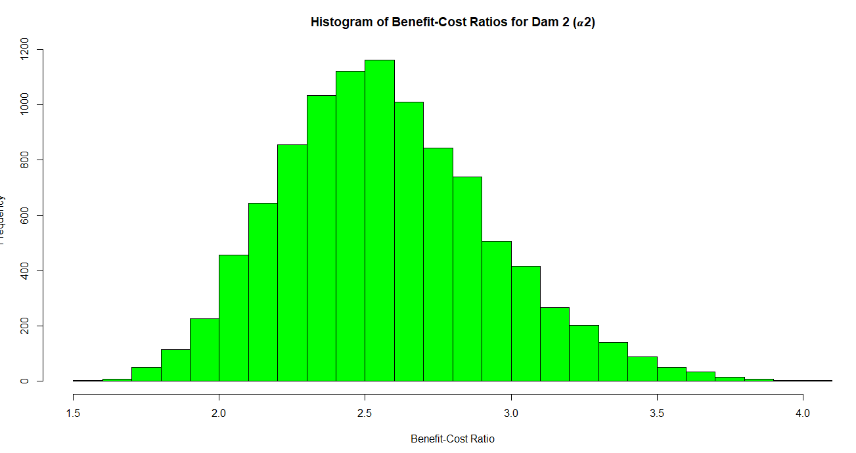 Histogram of Benefit-Cost Ratios for Dam 2 (𝜶2)
1200
1000
800
600
400
200
0
Frequency
1.5 2.0 2.5 3.0 3.5 4.0
Benefit-Cost Ratio